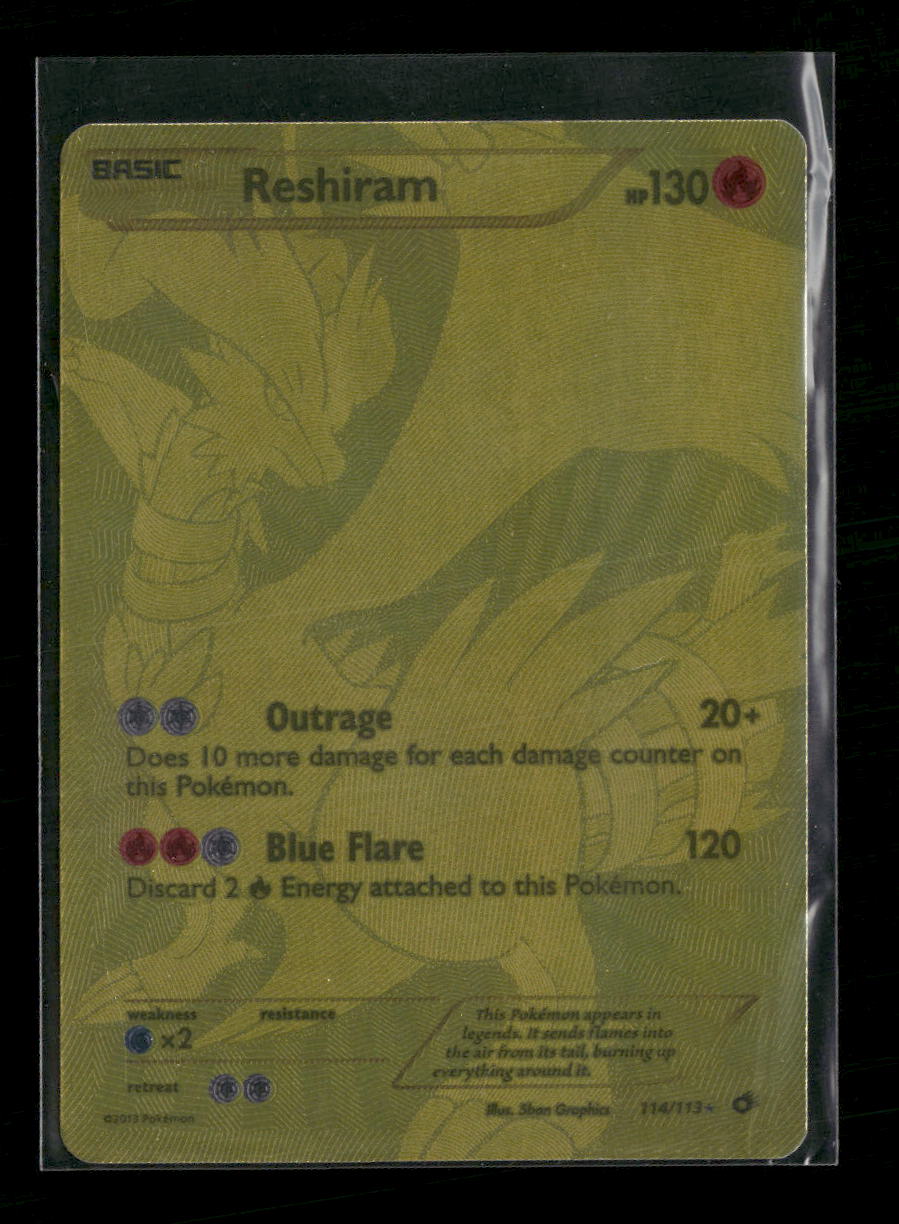 BASIC Reshiram HP130
Outrage 20+
Does 10 more damage for each damage counter on
this Pokémon.
Blue Flare 120
Discard 2 Energy attached to this Pokémon.
weakness resistance
×2
retreat
This Pokémon appears in
legends. It sends flames into
the air from its tail, burning up
everything around it.
Illus. 5ban Graphics 114/113
©2013 Pokémon